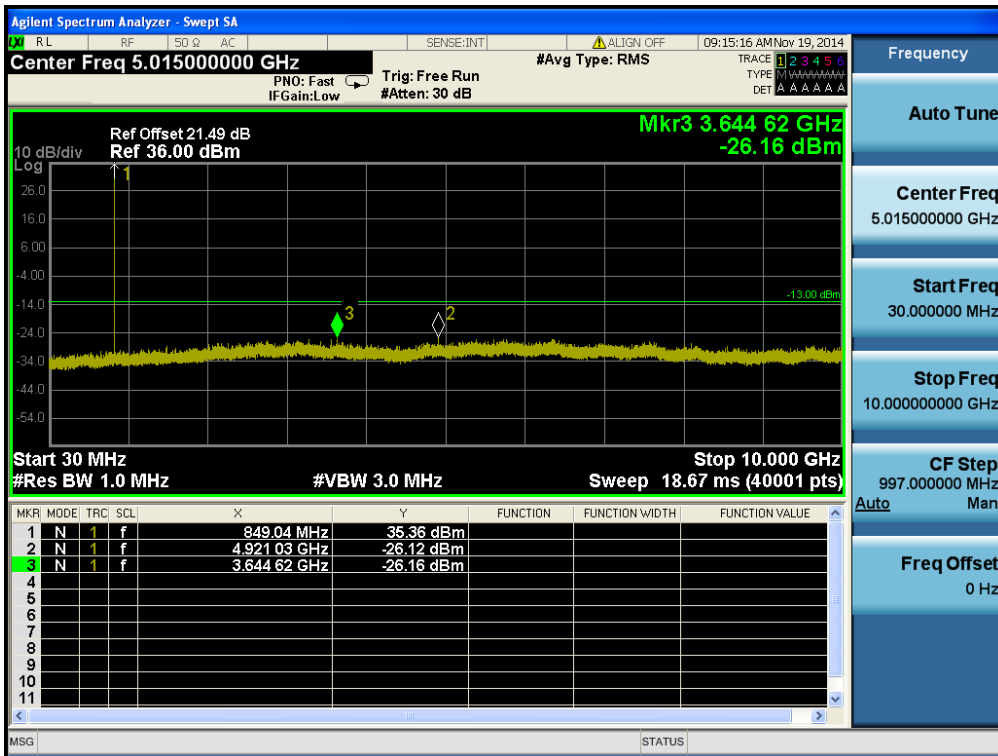 Agilent Spectrum Analyzer - Swept SA
LXI RL RF 50 Ω AC SENSE:INT ALIGN OFF 09:15:16 AM Nov 19, 2014
Center Freq 5.015000000 GHz
PNO: Fast
IFGain:Low
Trig: Free Run
#Atten: 30 dB
#Avg Type: RMS
TRACE 1 2 3 4 5 6
TYPE M
DET A A A A A A
Ref Offset 21.49 dB
10 dB/div Ref 36.00 dBm
Log
Mkr3 3.644 62 GHz
-26.16 dBm
1
26.0
16.0
6.00
-4.00
-13.00 dBm
-14.0
3
2
-24.0
-34.0
-44.0
-54.0
Start 30 MHz Stop 10.000 GHz
#Res BW 1.0 MHz #VBW 3.0 MHz Sweep 18.67 ms (40001 pts)
MKR MODE TRC SCL X Y FUNCTION FUNCTION WIDTH FUNCTION VALUE
1 N 1 f 849.04 MHz 35.36 dBm
2 N 1 f 4.921 03 GHz -26.12 dBm
3 N 1 f 3.644 62 GHz -26.16 dBm
4
5
6
7
8
9
10
11
MSG STATUS
Frequency
Auto Tune
Center Freq
5.015000000 GHz
Start Freq
30.000000 MHz
Stop Freq
10.000000000 GHz
CF Step
997.000000 MHz
Auto Man
Freq Offset
0 Hz